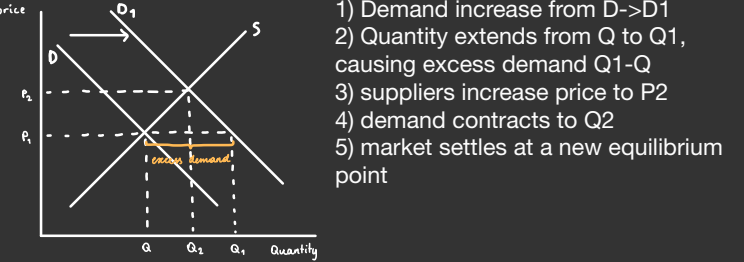 price
D1
S
D
P2
P1
excess demand
Q Q2 Q1 Quantity
1) Demand increase from D->D1
2) Quantity extends from Q to Q1,
causing excess demand Q1-Q
3) suppliers increase price to P2
4) demand contracts to Q2
5) market settles at a new equilibrium
point